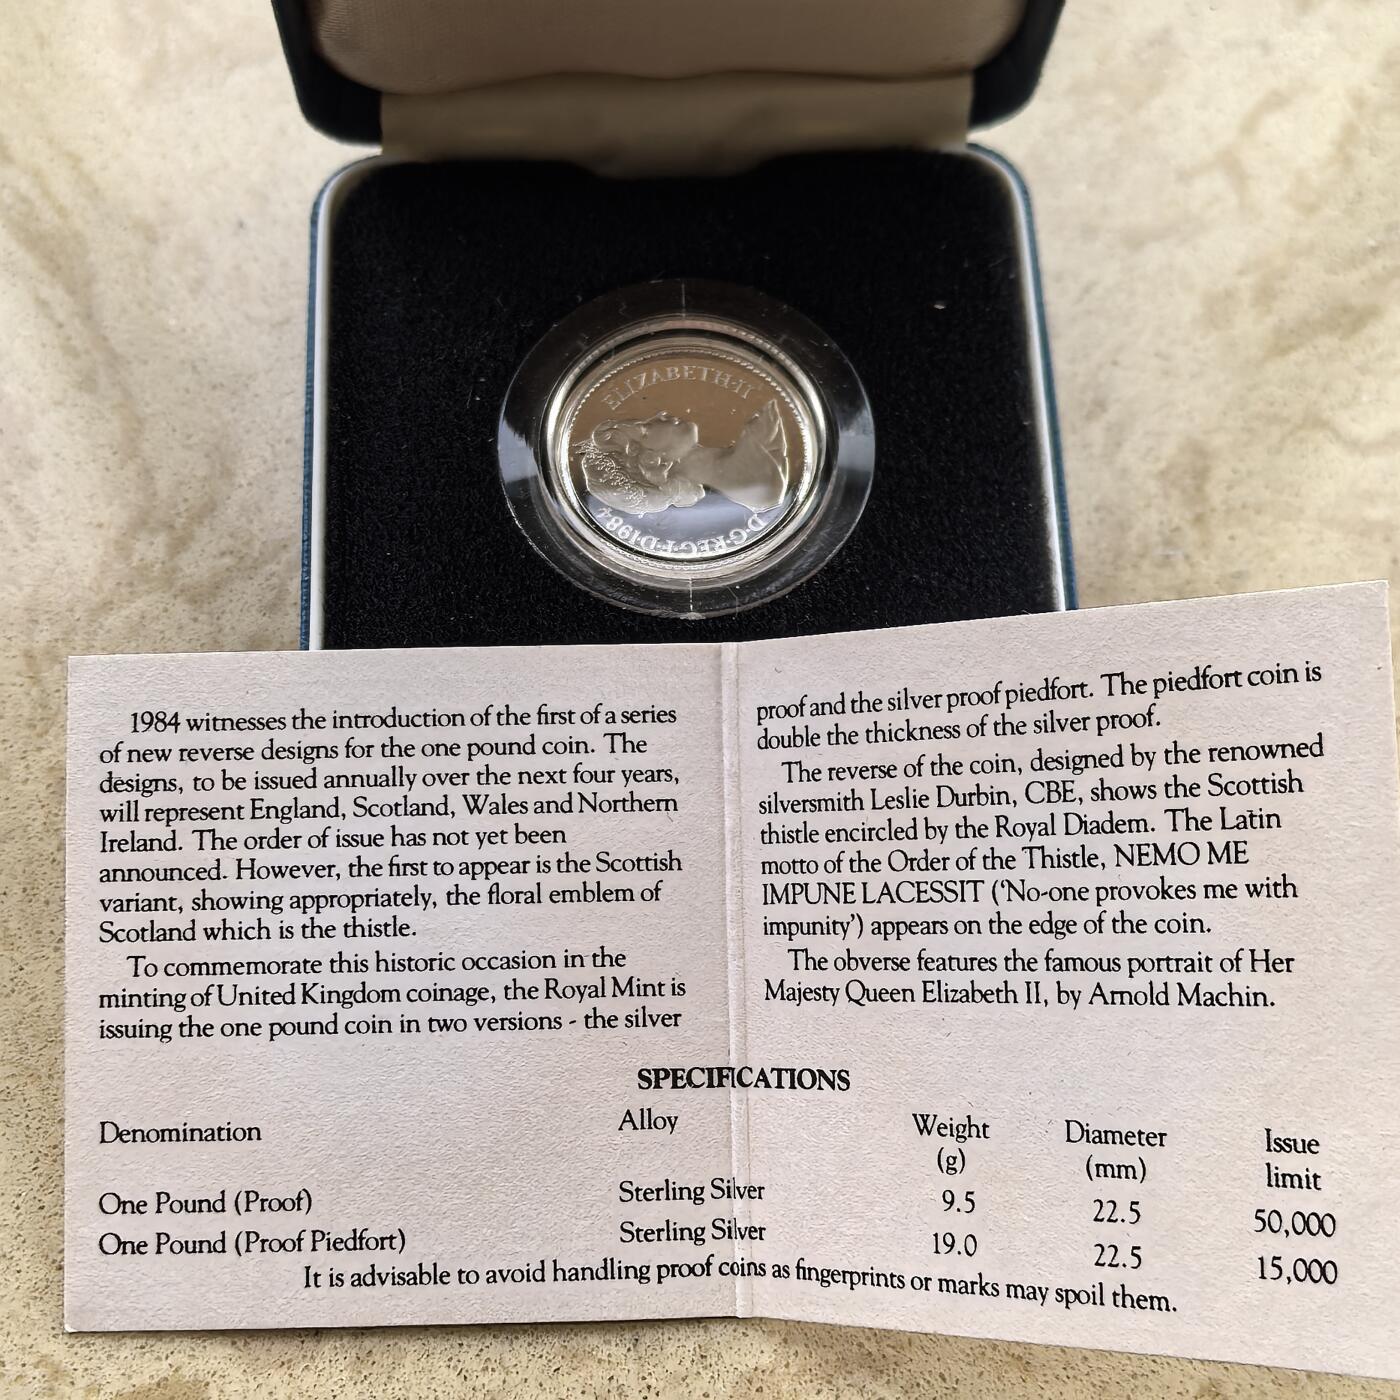 ELIZABETH·II
D·G·REG·F·D·1984
1984 witnesses the introduction of the first of a series
of new reverse designs for the one pound coin. The
designs, to be issued annually over the next four years,
will represent England, Scotland, Wales and Northern
Ireland. The order of issue has not yet been
announced. However, the first to appear is the Scottish
variant, showing appropriately, the floral emblem of
Scotland which is the thistle.
To commemorate this historic occasion in the
minting of United Kingdom coinage, the Royal Mint is
issuing the one pound coin in two versions - the silver
proof and the silver proof piedfort. The piedfort coin is
double the thickness of the silver proof.
The reverse of the coin, designed by the renowned
silversmith Leslie Durbin, CBE, shows the Scottish
thistle encircled by the Royal Diadem. The Latin
motto of the Order of the Thistle, NEMO ME
IMPUNE LACESSIT ('No-one provokes me with
impunity') appears on the edge of the coin.
The obverse features the famous portrait of Her
Majesty Queen Elizabeth II, by Arnold Machin.
SPECIFICATIONS
Denomination Alloy Weight (g) Diameter (mm) Issue limit
One Pound (Proof) Sterling Silver 9.5 22.5 50,000
One Pound (Proof Piedfort) Sterling Silver 19.0 22.5 15,000
It is advisable to avoid handling proof coins as fingerprints or marks may spoil them.